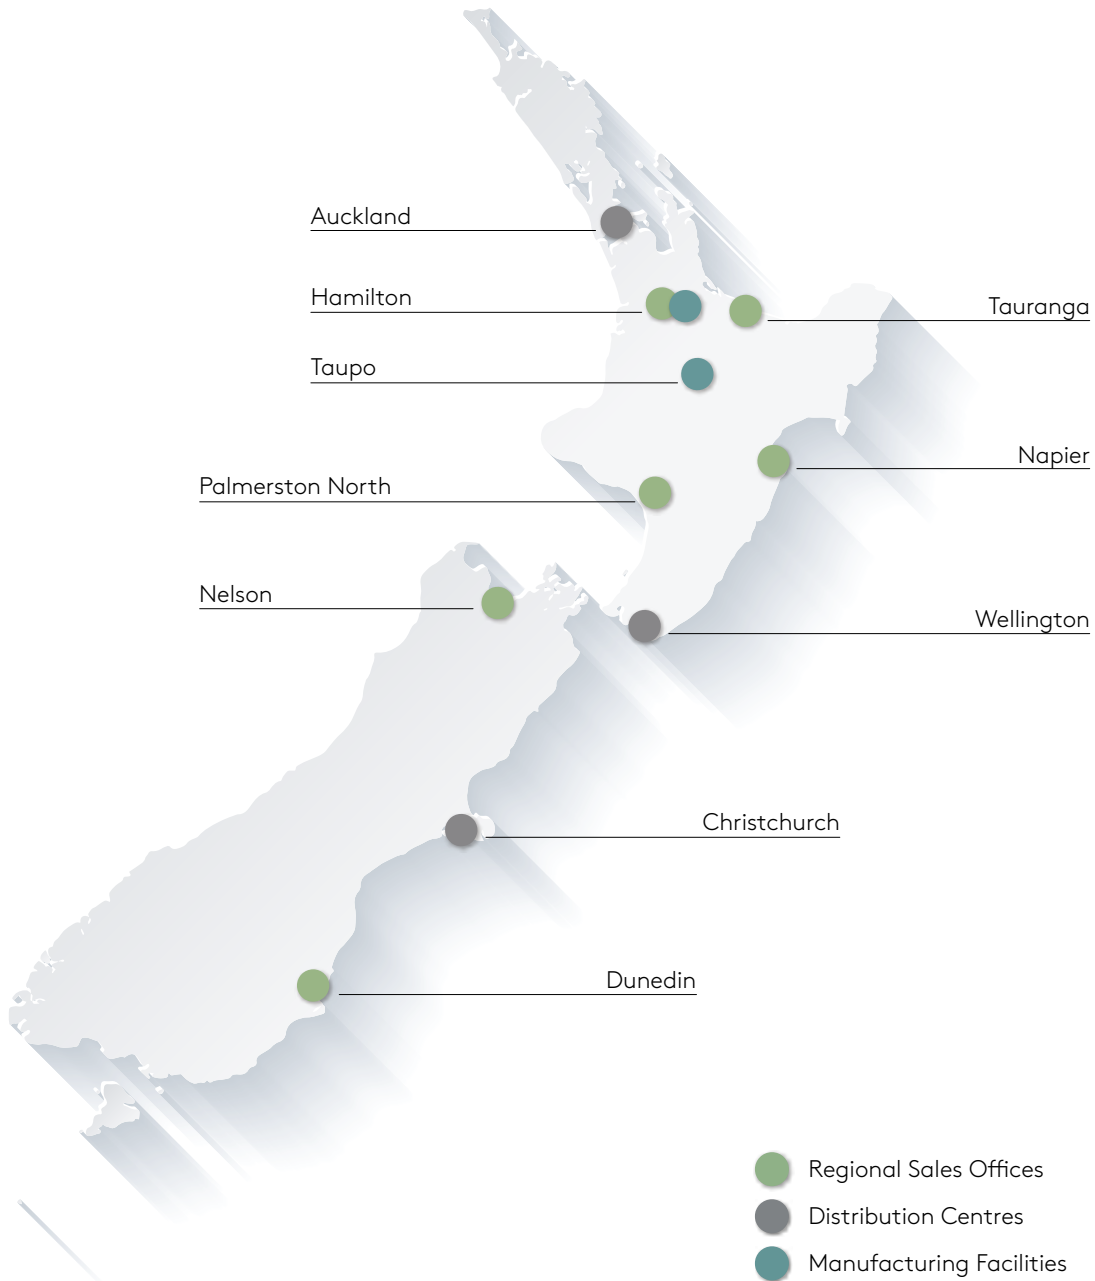 Auckland
Hamilton
Tauranga
Taupo
Napier
Palmerston North
Nelson
Wellington
Christchurch
Dunedin
Regional Sales Offices
Distribution Centres
Manufacturing Facilities